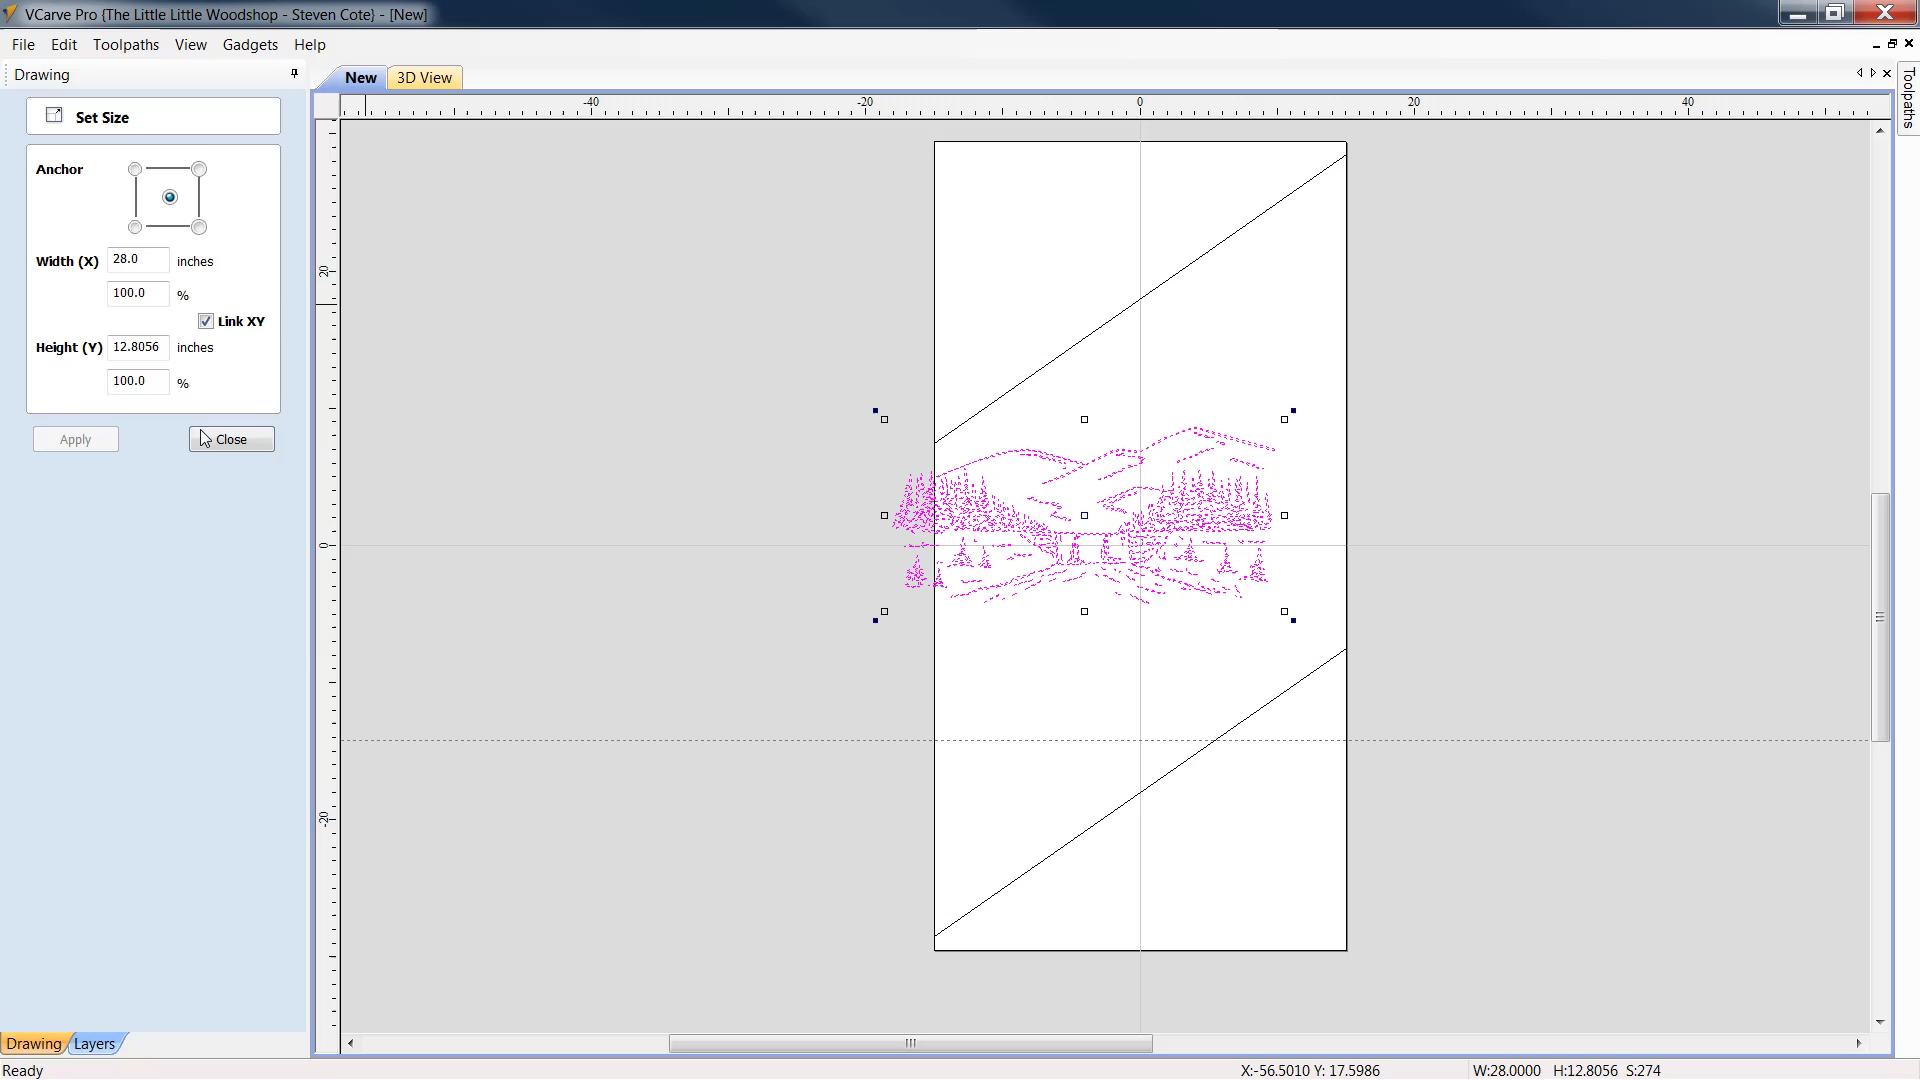 VCarve Pro {The Little Little Woodshop - Steven Cote} - [New]
File Edit Toolpaths View Gadgets Help
Drawing
New 3D View
Set Size
Anchor
Width (X) 28.0 inches
100.0 %
Link XY
Height (Y) 12.8056 inches
100.0 %
Apply Close
-40 -20 0 20 40
20
0
-20
Toolpaths
Drawing Layers
Ready X:-56.5010 Y: 17.5986 W:28.0000 H:12.8056 S:274